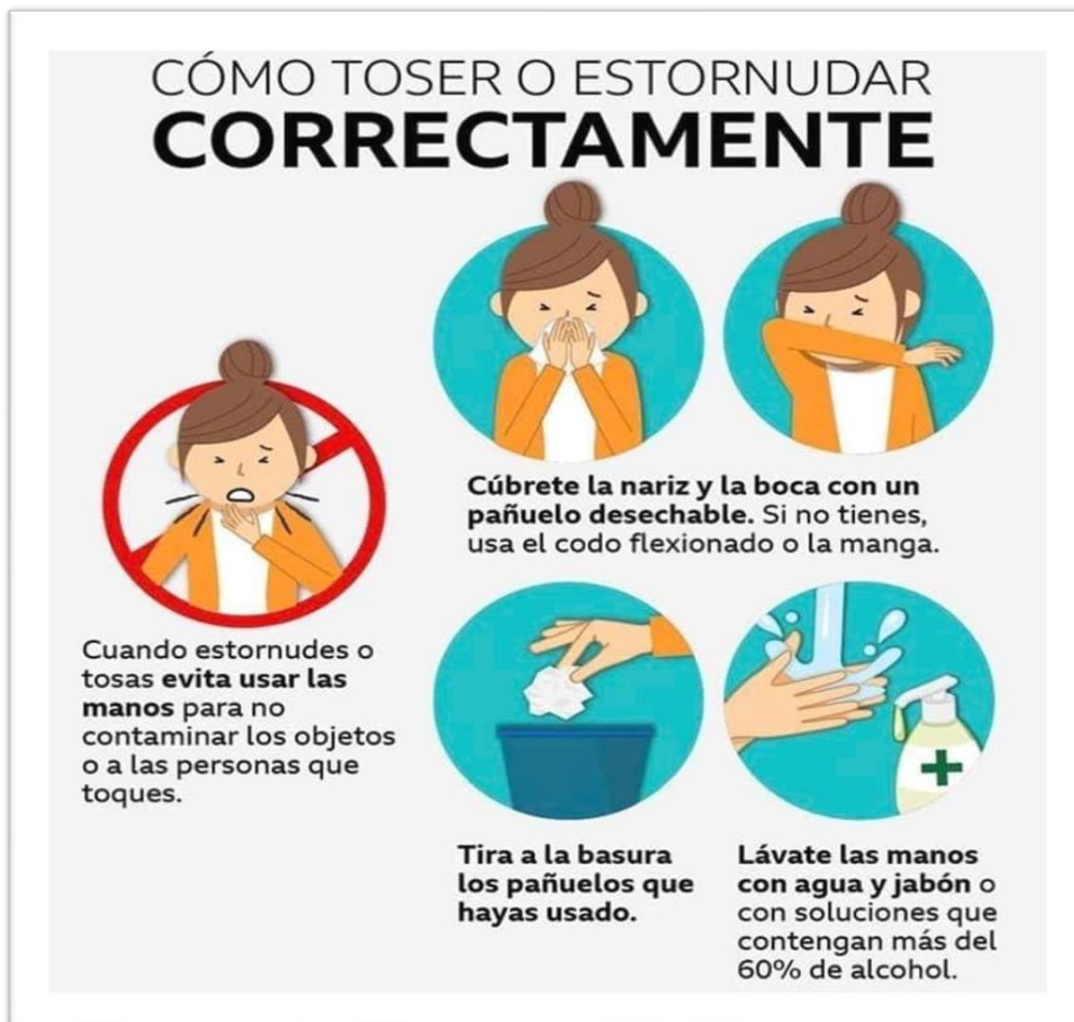 CÓMO TOSER O ESTORNUDAR
CORRECTAMENTE
Cúbrete la nariz y la boca con un
pañuelo desechable. Si no tienes,
usa el codo flexionado o la manga.
Cuando estornudes o
tosas evita usar las
manos para no
contaminar los objetos
o a las personas que
toques.
Tira a la basura
los pañuelos que
hayas usado.
Lávate las manos
con agua y jabón o
con soluciones que
contengan más del
60% de alcohol.